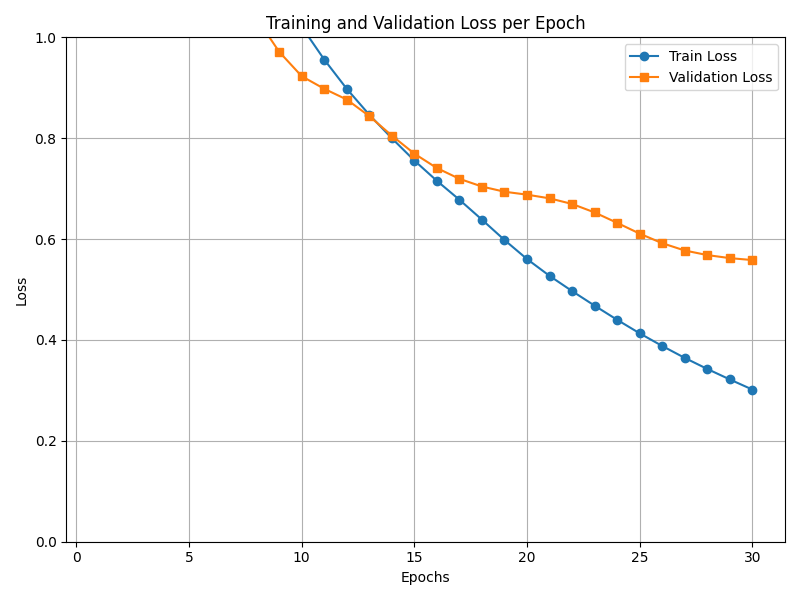 Training and Validation Loss per Epoch
Train Loss
Validation Loss
1.0
0.8
0.6
0.4
0.2
0.0
Loss
0 5 10 15 20 25 30
Epochs